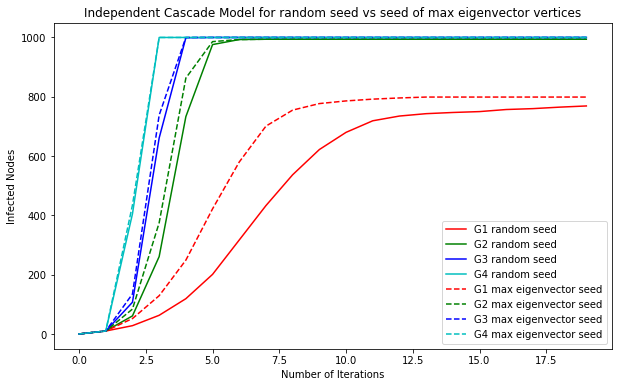 Independent Cascade Model for random seed vs seed of max eigenvector vertices
1000
800
600
400
200
0
Infected Nodes
G1 random seed
G2 random seed
G3 random seed
G4 random seed
G1 max eigenvector seed
G2 max eigenvector seed
G3 max eigenvector seed
G4 max eigenvector seed
0.0 2.5 5.0 7.5 10.0 12.5 15.0 17.5
Number of Iterations